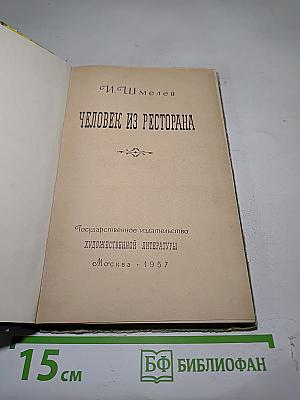 И. Шмелев
ЧЕЛОВЕК ИЗ РЕСТОРАНА
Государственное издательство
ХУДОЖЕСТВЕННОЙ ЛИТЕРАТУРЫ
Москва · 1957
15 см
БФ БИБЛИОФАН